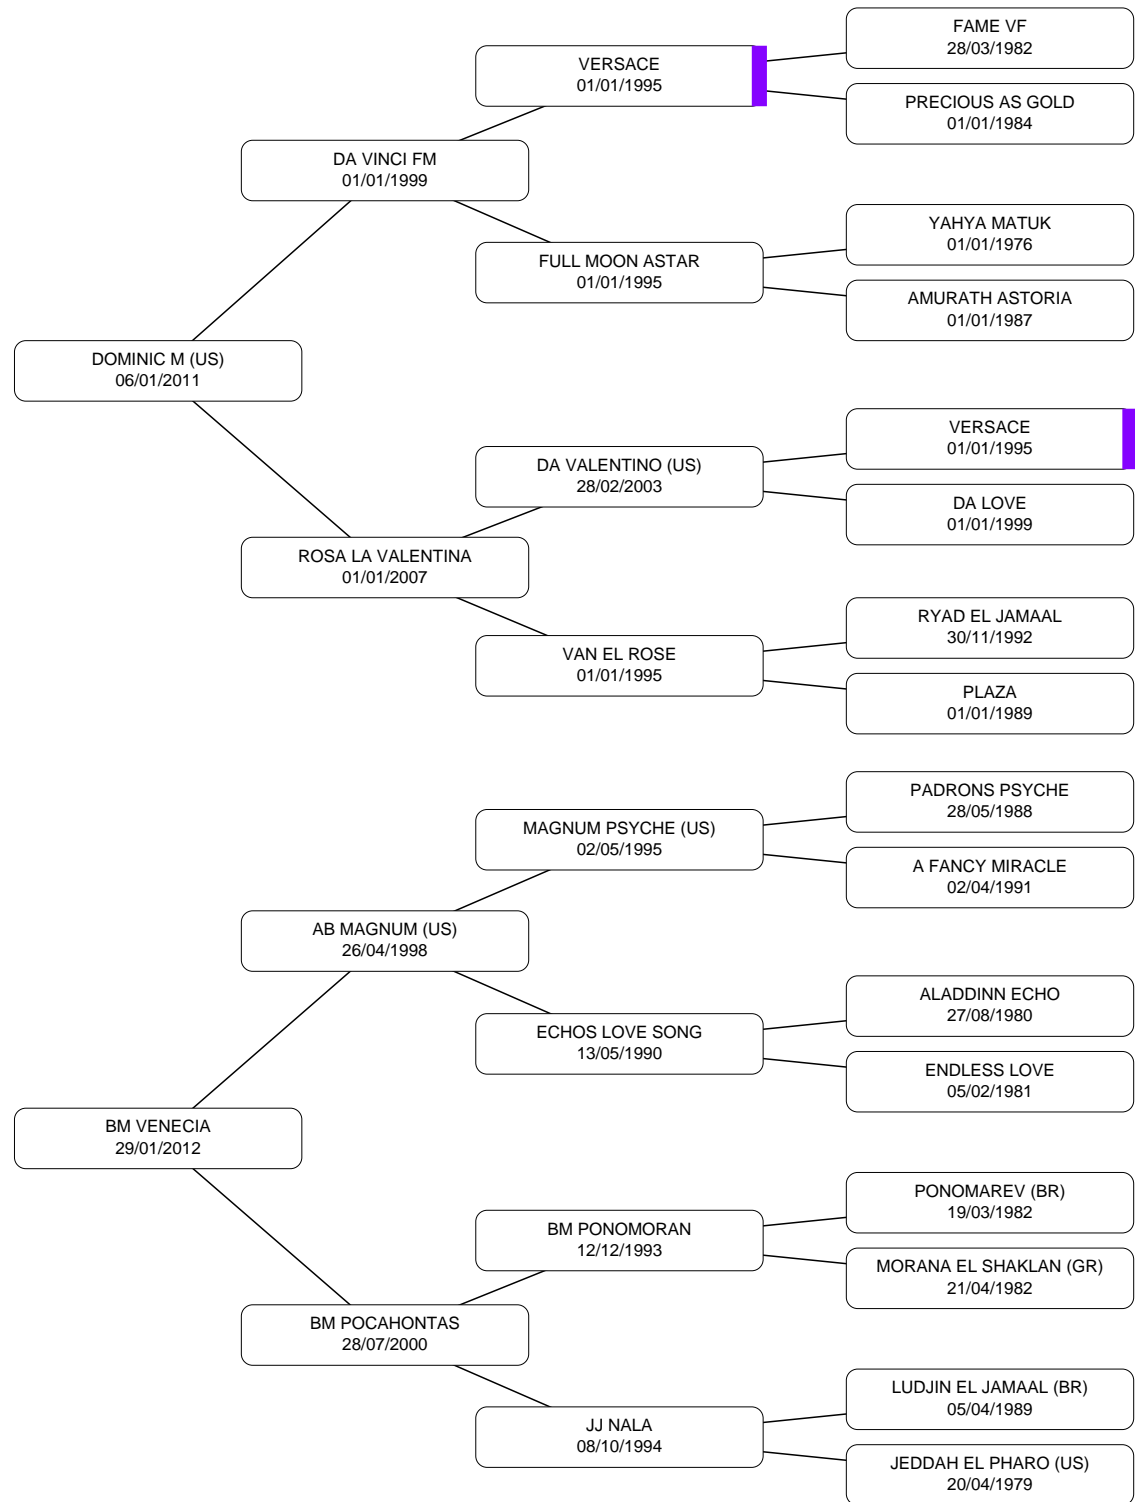 FAME VF
28/03/1982
VERSACE
01/01/1995
PRECIOUS AS GOLD
01/01/1984
DA VINCI FM
01/01/1999
YAHYA MATUK
01/01/1976
FULL MOON ASTAR
01/01/1995
AMURATH ASTORIA
01/01/1987
DOMINIC M (US)
06/01/2011
VERSACE
01/01/1995
DA VALENTINO (US)
28/02/2003
DA LOVE
01/01/1999
ROSA LA VALENTINA
01/01/2007
RYAD EL JAMAAL
30/11/1992
VAN EL ROSE
01/01/1995
PLAZA
01/01/1989
PADRONS PSYCHE
28/05/1988
MAGNUM PSYCHE (US)
02/05/1995
A FANCY MIRACLE
02/04/1991
AB MAGNUM (US)
26/04/1998
ALADDINN ECHO
27/08/1980
ECHOS LOVE SONG
13/05/1990
ENDLESS LOVE
05/02/1981
BM VENECIA
29/01/2012
PONOMAREV (BR)
19/03/1982
BM PONOMORAN
12/12/1993
MORANA EL SHAKLAN (GR)
21/04/1982
BM POCAHONTAS
28/07/2000
LUDJIN EL JAMAAL (BR)
05/04/1989
JJ NALA
08/10/1994
JEDDAH EL PHARO (US)
20/04/1979